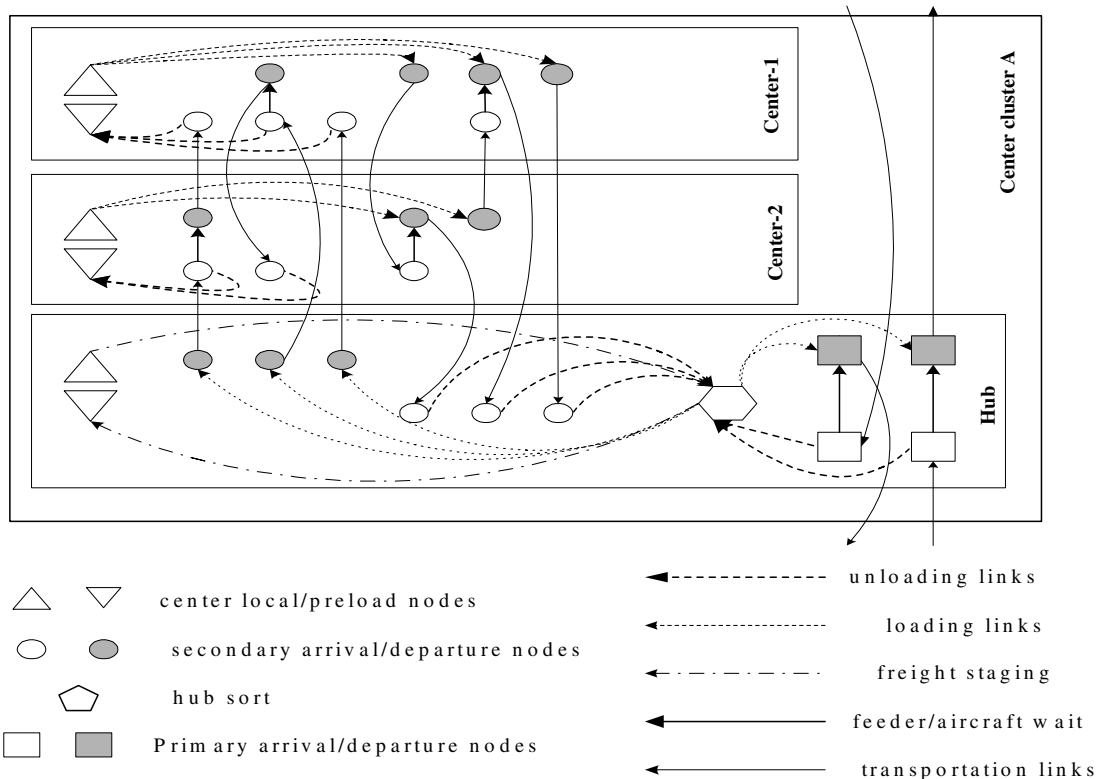 Center-1
Center cluster A
Center-2
Hub
center local/preload nodes
secondary arrival/departure nodes
hub sort
Primary arrival/departure nodes
unloading links
loading links
freight staging
feeder/aircraft wait
transportation links